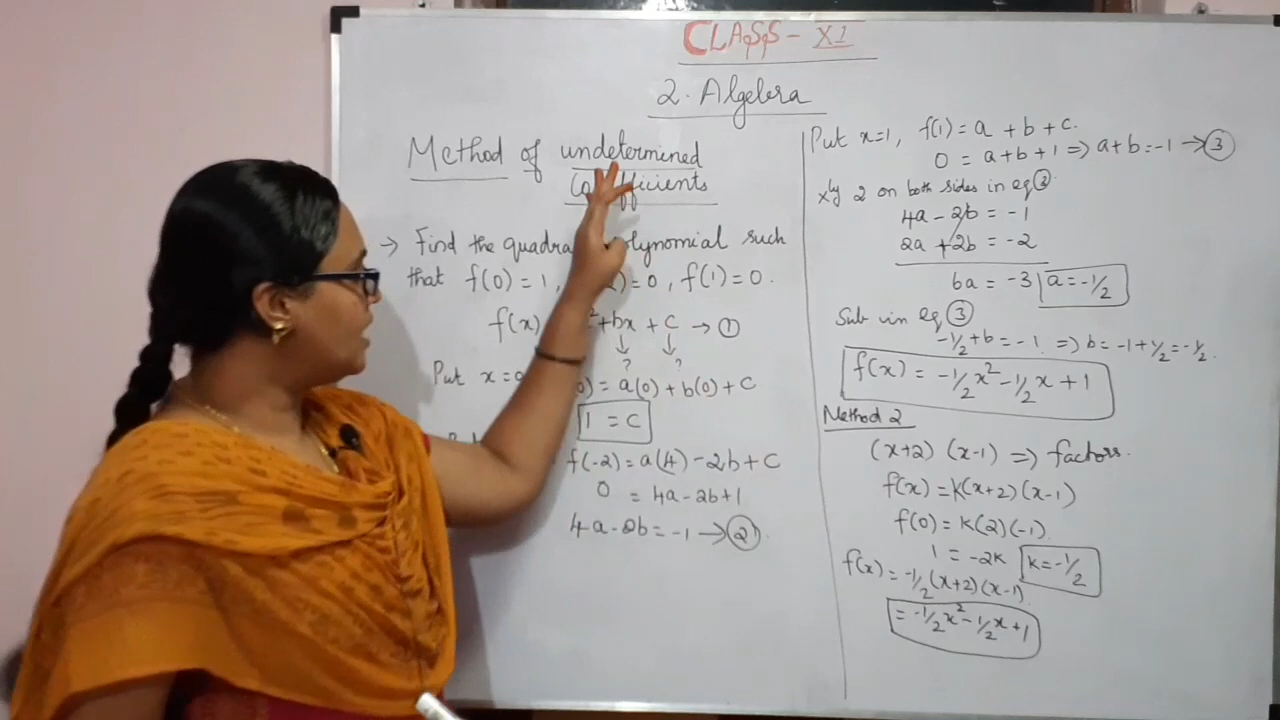 CLASS - XI
2. Algebra
Method of undetermined
→ Find the quadra such
that f(0) = 1, =0, f(1) = 0.
f(x) +bx + c → ①
? ?
Put = a(0) + b(0) + c
1 = c
f(-2) = a(4) - 2b + c
0 = 4a - 2b + 1
4a - 2b = -1 → ②
Put x=1, f(1) = a + b + c.
0 = a + b + 1 => a + b = -1 → ③
xly 2 on both sides in eq ③
4a - 2b = -1
2a + 2b = -2
6a = -3 a = -1/2
Sub in eq ③
-1/2 + b = -1 => b = -1 + 1/2 = -1/2.
f(x) = -1/2 x² - 1/2 x + 1
Method 2
(x+2) (x-1) => factors.
f(x) = k(x+2)(x-1)
f(0) = k(2)(-1)
1 = -2k k = -1/2
f(x) = -1/2 (x+2)(x-1)
= -1/2 x² - 1/2 x + 1